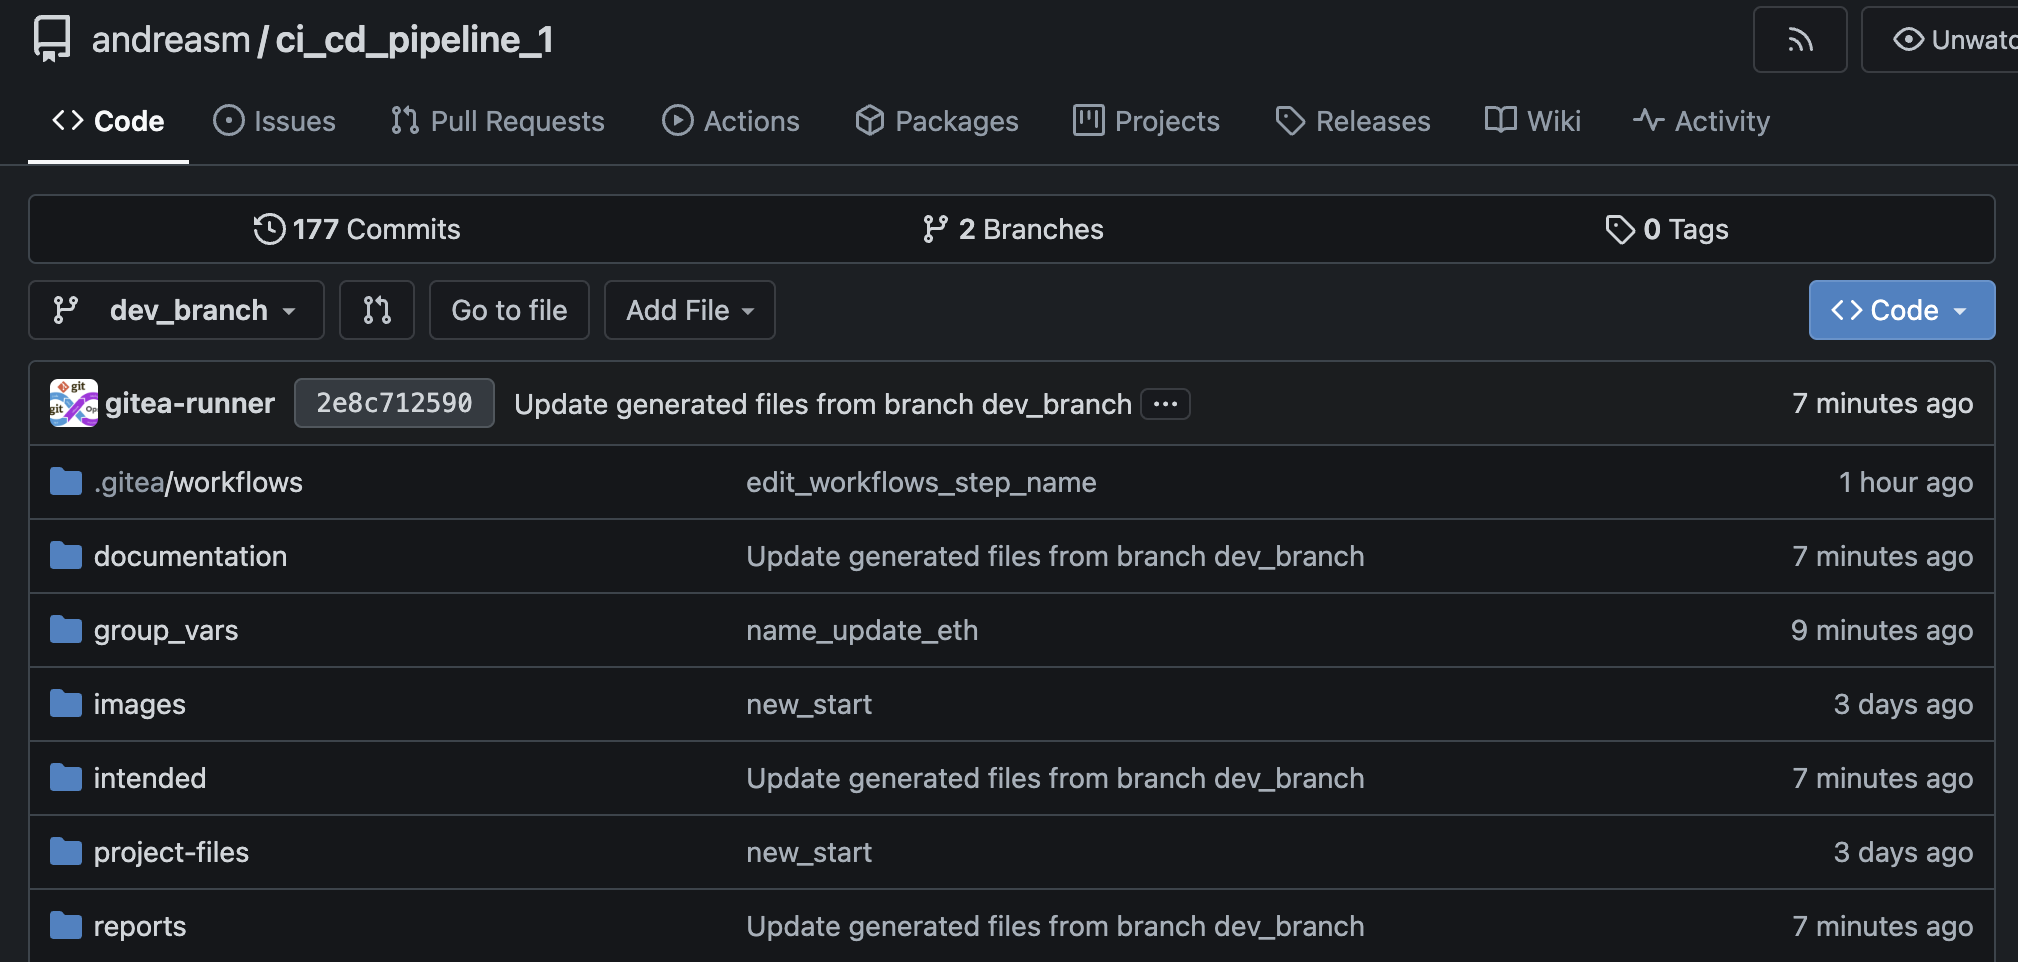 andreasm/ci_cd_pipeline_1
Unwatc
Code Issues Pull Requests Actions Packages Projects Releases Wiki Activity
177 Commits 2 Branches 0 Tags
dev_branch Go to file Add File Code
git
git Op
gitea-runner 2e8c712590 Update generated files from branch dev_branch ... 7 minutes ago
.gitea/workflows edit_workflows_step_name 1 hour ago
documentation Update generated files from branch dev_branch 7 minutes ago
group_vars name_update_eth 9 minutes ago
images new_start 3 days ago
intended Update generated files from branch dev_branch 7 minutes ago
project-files new_start 3 days ago
reports Update generated files from branch dev_branch 7 minutes ago